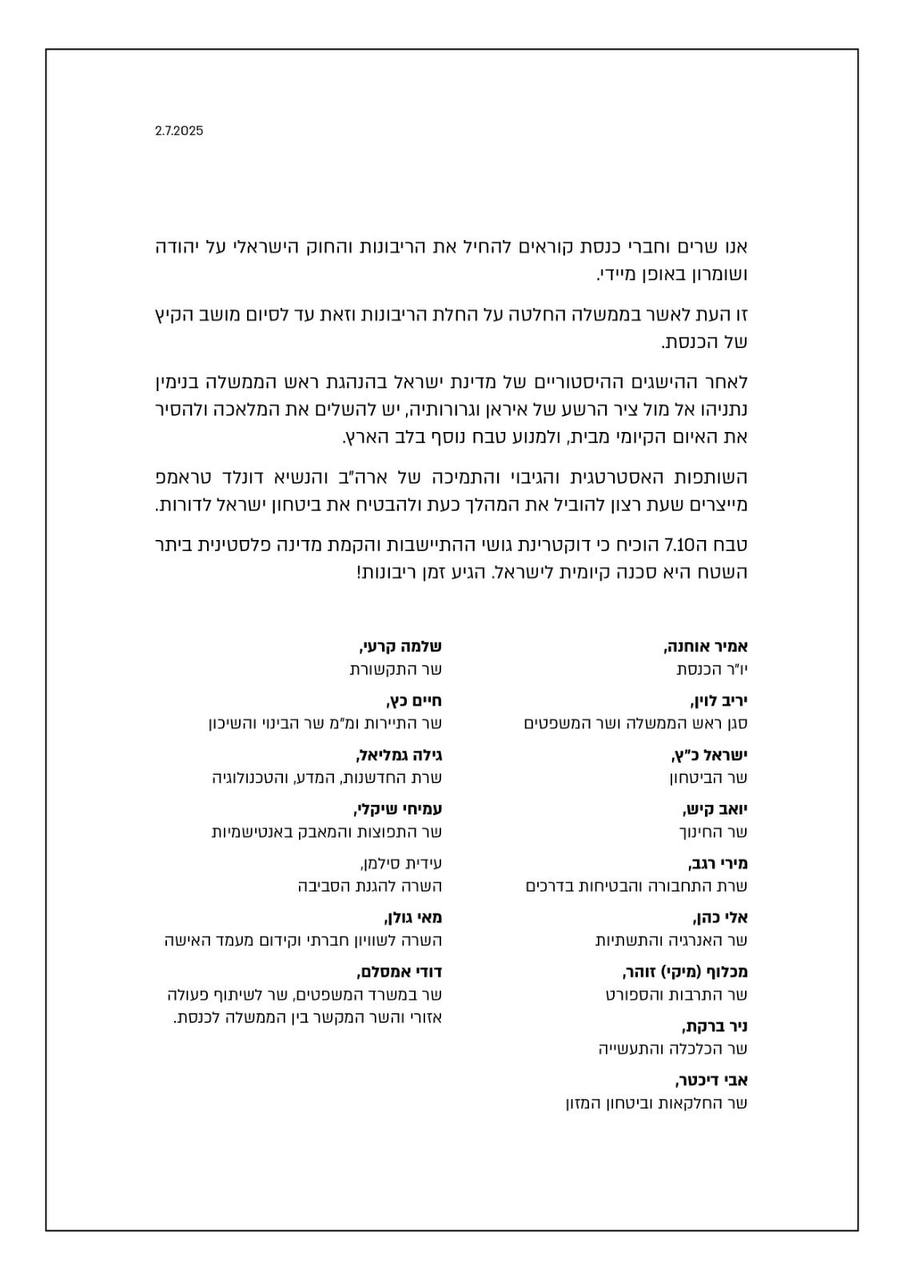 2.7.2025
אנו שרים וחברי כנסת קוראים להחיל את הריבונות והחוק הישראלי על יהודה
ושומרון באופן מיידי.
זו העת לאשר בממשלה החלטה על החלת הריבונות וזאת עד לסיום מושב הקיץ
של הכנסת.
לאחר ההישגים ההיסטוריים של מדינת ישראל בהנהגת ראש הממשלה בנימין
נתניהו אל מול ציר הרשע של איראן וגרורותיה, יש להשלים את המלאכה ולהסיר
את האיום הקיומי מבית, ולמנוע טבח נוסף בלב הארץ.
השותפות האסטרטגית והגיבוי והתמיכה של ארה"ב והנשיא דונלד טראמפ
מייצרים שעת רצון להוביל את המהלך כעת ולהבטיח את ביטחון ישראל לדורות.
טבח ה7.10 הוכיח כי דוקטרינת גושי ההתיישבות והקמת מדינה פלסטינית ביתר
השטח היא סכנה קיומית לישראל. הגיע זמן ריבונות!
אמיר אוחנה,
יו"ר הכנסת
יריב לוין,
סגן ראש הממשלה ושר המשפטים
ישראל כ"ץ,
שר הביטחון
יואב קיש,
שר החינוך
מירי רגב,
שרת התחבורה והבטיחות בדרכים
אלי כהן,
שר האנרגיה והתשתיות
מכלוף (מיקי) זוהר,
שר התרבות והספורט
ניר ברקת,
שר הכלכלה והתעשייה
אבי דיכטר,
שר החלקאות וביטחון המזון
שלמה קרעי,
שר התקשורת
חיים כץ,
שר התיירות ומ"מ שר הבינוי והשיכון
גילה גמליאל,
שרת החדשנות, המדע, והטכנולוגיה
עמיחי שיקלי,
שר התפוצות והמאבק באנטישמיות
עידית סילמן,
השרה להגנת הסביבה
מאי גולן,
השרה לשוויון חברתי וקידום מעמד האישה
דודי אמסלם,
שר במשרד המשפטים, שר לשיתוף פעולה
אזורי והשר המקשר בין הממשלה לכנסת.